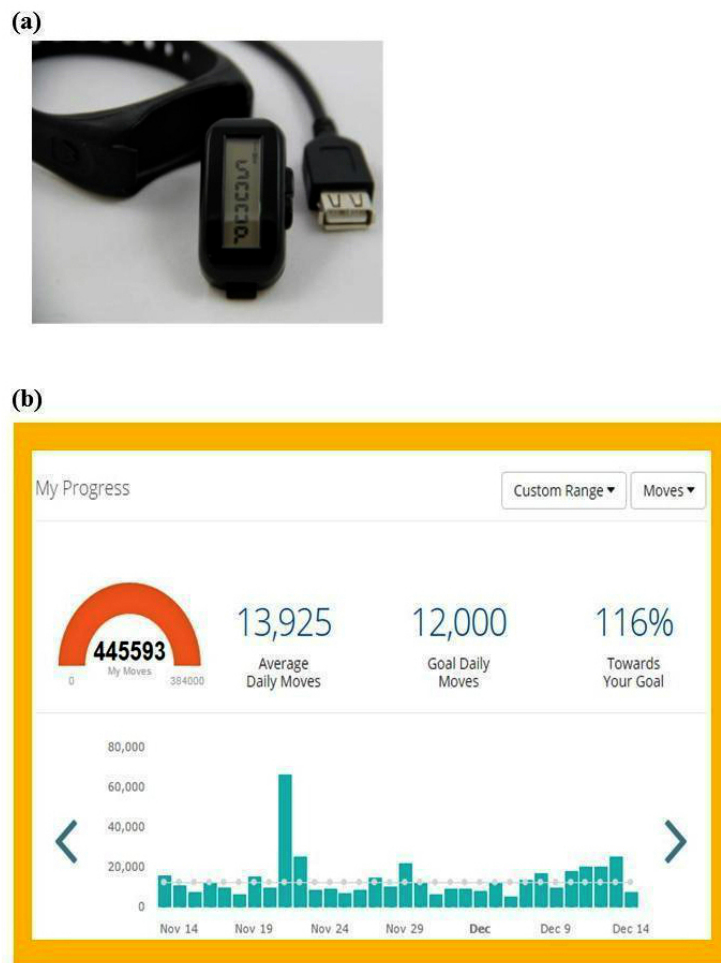 (a)
(b)
My Progress
Custom Range ▾ Moves ▾
445593
My Moves
0 384000
13,925
Average
Daily Moves
12,000
Goal Daily
Moves
116%
Towards
Your Goal
80,000
60,000
40,000
20,000
0
Nov 14 Nov 19 Nov 24 Nov 29 Dec Dec 9 Dec 14